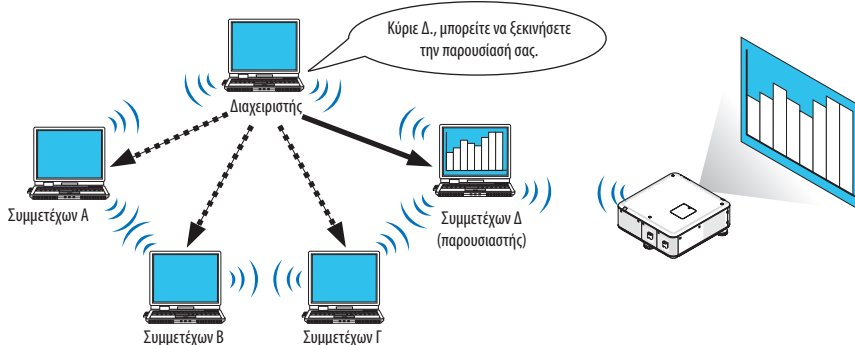 Κύριε Δ., μπορείτε να ξεκινήσετε
την παρουσίασή σας.
Διαχειριστής
Συμμετέχων Α
Συμμετέχων Δ
(παρουσιαστής)
Συμμετέχων Β
Συμμετέχων Γ